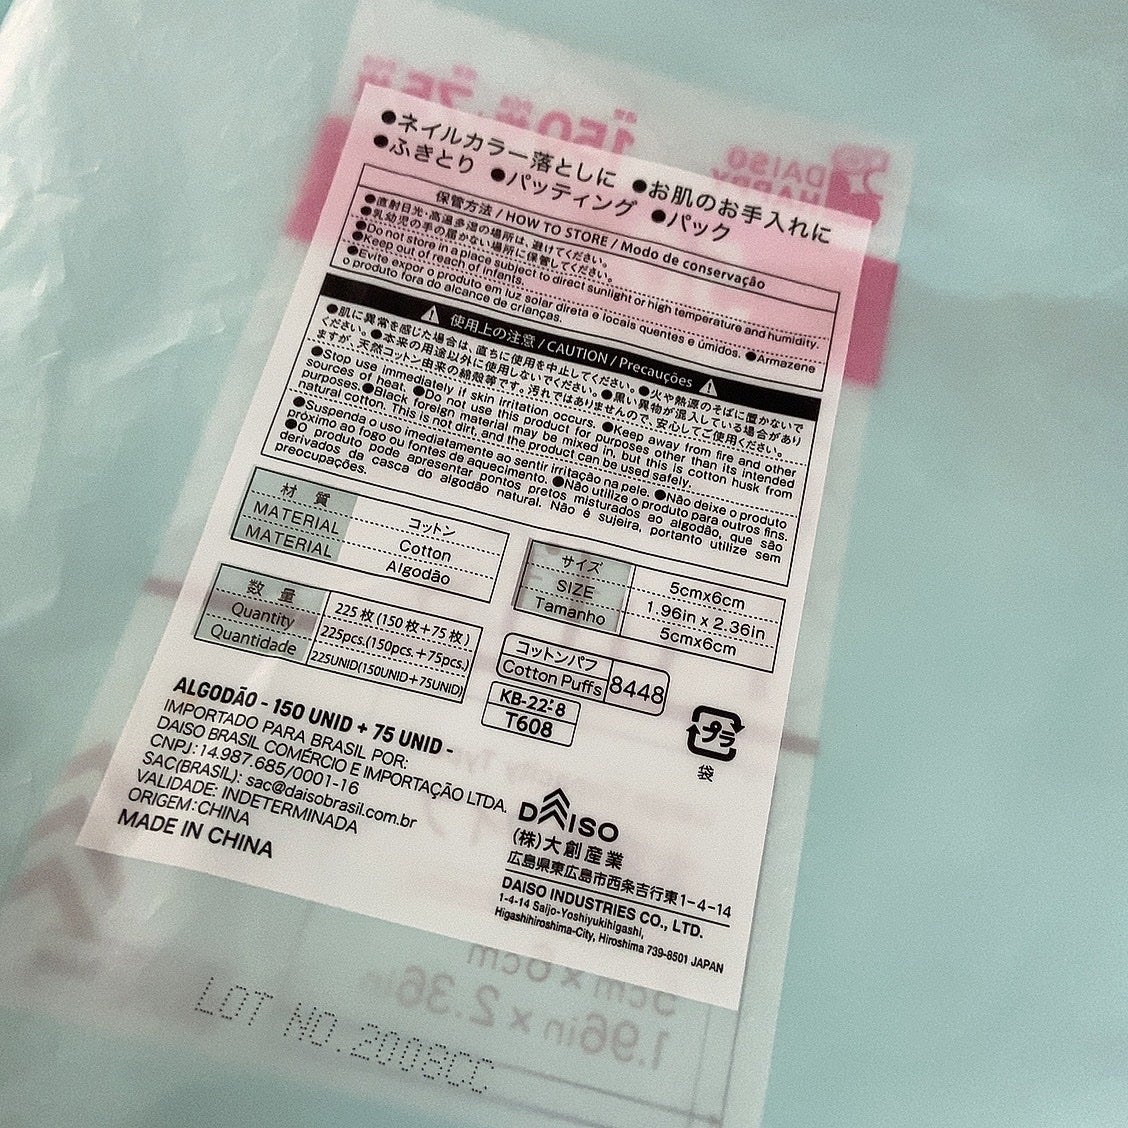 ●ネイルカラー落としに ●お肌のお手入れに
●ふきとり ●パッティング ●パック
保管方法 / HOW TO STORE / Modo de conservação
●直射日光・高温多湿の場所は、避けてください。
●乳幼児の手の届かない場所に保管してください。
●Do not store in a place subject to direct sunlight or high temperature and humidity.
●Keep out of reach of infants.
●Evite expor o produto em luz solar direta e locais quentes e úmidos. ●Armazene
o produto fora do alcance de crianças.
使用上の注意 / CAUTION / Precauções
●肌に異常を感じた場合は、直ちに使用を中止してください。●火や熱源のそばに置かないで
ください。●本来の用途以外に使用しないでください。●黒い異物が混入している場合があり
ますが、天然コットン由来の綿殻等です。汚れではありませんので、安心してご使用ください。
●Stop use immediately if skin irritation occurs. ●Keep away from fire and other
sources of heat. ●Do not use this product for purposes other than its intended
purposes. ●Black foreign material may be mixed in, but this is cotton husk from
natural cotton. This is not dirt, and the product can be used safely.
●Suspenda o uso imediatamente ao sentir irritação na pele. ●Não deixe o produto
próximo ao fogo ou fontes de aquecimento. ●Não utilize o produto para outros fins.
●O produto pode apresentar pontos pretos misturados ao algodão, que são
derivados da casca do algodão natural. Não é sujeira, portanto utilize sem
preocupações.
材質 コットン
MATERIAL Cotton
MATERIAL Algodão
サイズ 5cmx6cm
SIZE 1.96in x 2.36in
Tamanho 5cmx6cm
数量 225枚(150枚+75枚)
Quantity 225pcs.(150pcs.+75pcs.)
Quantidade 225UNID(150UNID+75UNID)
コットンパフ
Cotton Puffs 8448
T608
プラ
袋
ALGODÃO - 150 UNID + 75 UNID -
IMPORTADO PARA BRASIL POR:
DAISO BRASIL COMÉRCIO E IMPORTAÇÃO LTDA.
CNPJ:14.987.685/0001-16
SAC(BRASIL): sac@daisobrasil.com.br
VALIDADE: INDETERMINADA
ORIGEM:CHINA
MADE IN CHINA
DAISO
(株)大創産業
広島県東広島市西条吉行東1-4-14
DAISO INDUSTRIES CO., LTD.
1-4-14 Saijo-Yoshiyukihigashi,
Higashihiroshima-City, Hiroshima 739-8501 JAPAN
1.96in × 2.36in
LOT NO.2008CC